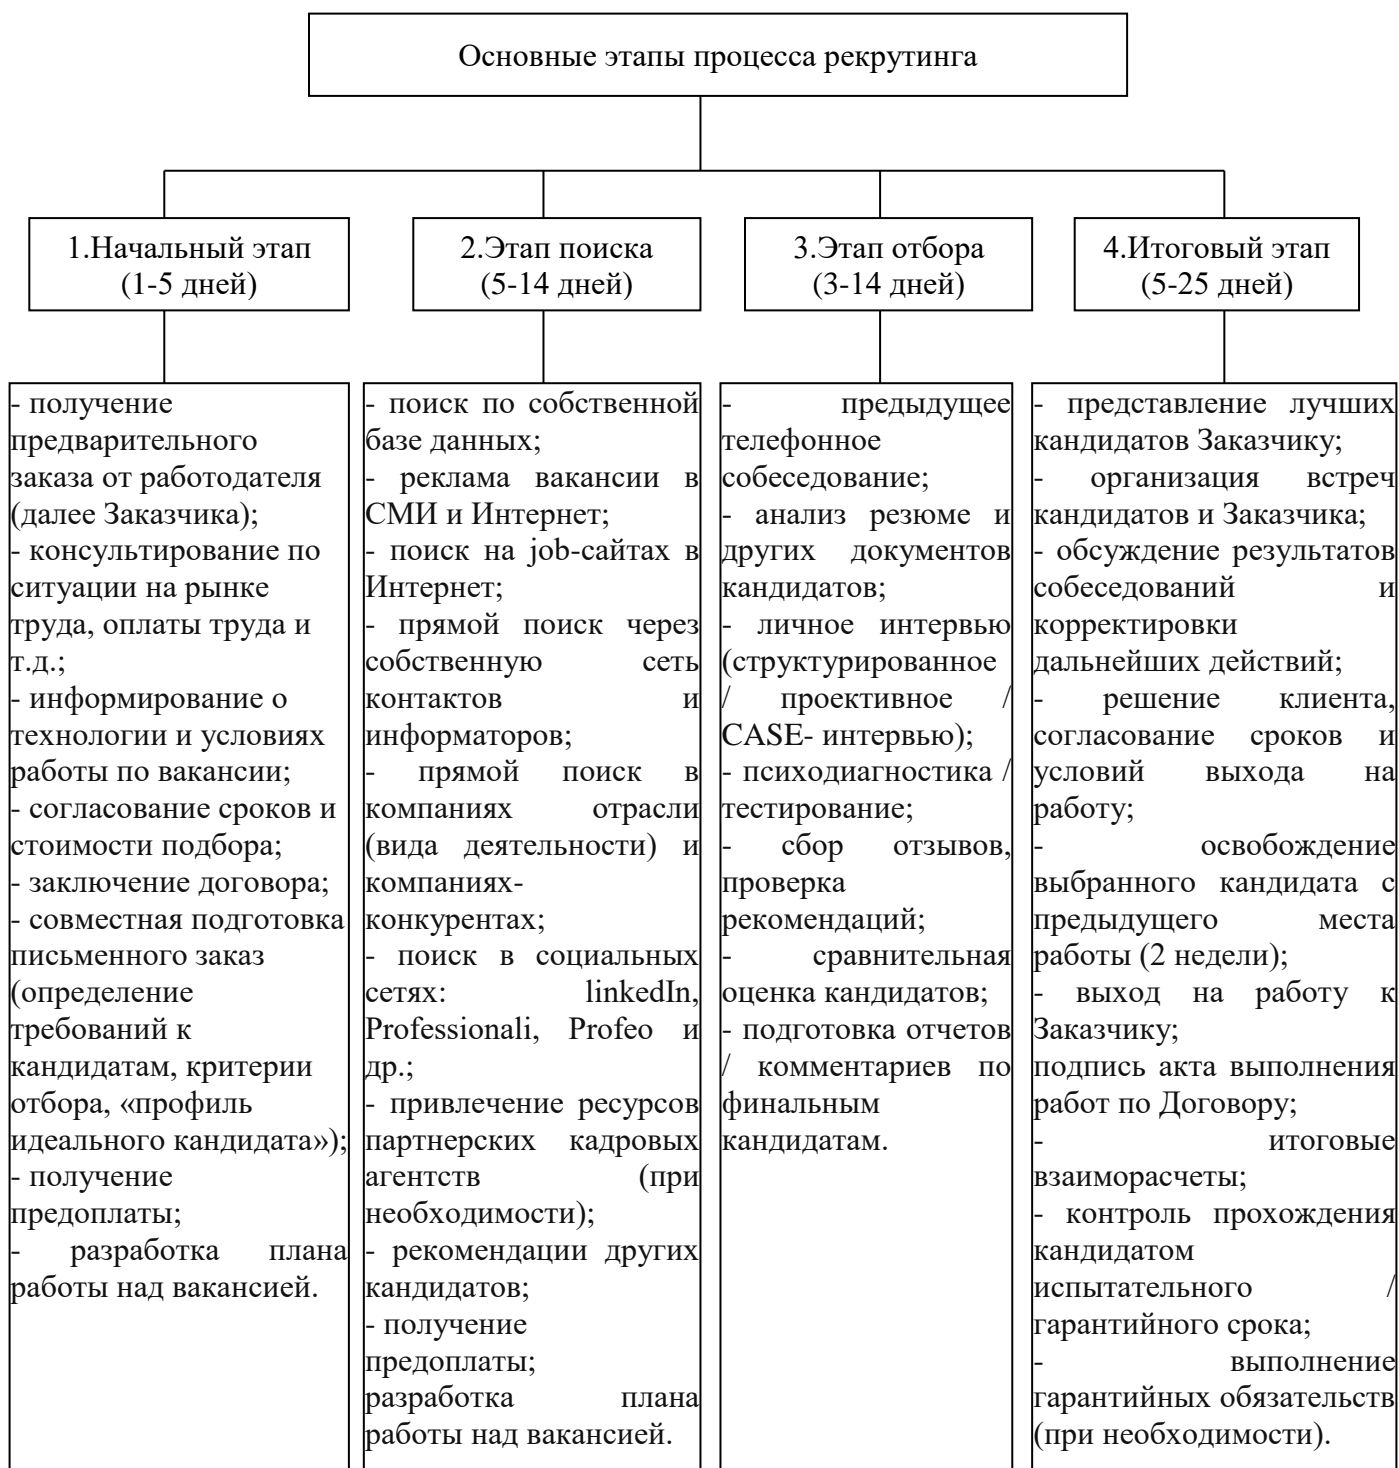 Основные этапы процесса рекрутинга
1.Начальный этап
(1-5 дней)
2.Этап поиска
(5-14 дней)
3.Этап отбора
(3-14 дней)
4.Итоговый этап
(5-25 дней)
- получение
предварительного
заказа от работодателя
(далее Заказчика);
- консультирование по
ситуации на рынке
труда, оплаты труда и
т.д.;
- информирование о
технологии и условиях
работы по вакансии;
- согласование сроков и
стоимости подбора;
- заключение договора;
- совместная подготовка
письменного заказ
(определение
требований к
кандидатам, критерии
отбора, «профиль
идеального кандидата»);
- получение
предоплаты;
- разработка плана
работы над вакансией.
- поиск по собственной
базе данных;
- реклама вакансии в
СМИ и Интернет;
- поиск на job-сайтах в
Интернет;
- прямой поиск через
собственную сеть
контактов и
информаторов;
- прямой поиск в
компаниях отрасли
(вида деятельности) и
компаниях-
конкурентах;
- поиск в социальных
сетях: linkedIn,
Professionali, Profeo и
др.;
- привлечение ресурсов
партнерских кадровых
агентств (при
необходимости);
- рекомендации других
кандидатов;
- получение
предоплаты;
разработка плана
работы над вакансией.
- предыдущее
телефонное
собеседование;
- анализ резюме и
других документов
кандидатов;
- личное интервью
(структурированное
/ проективное /
CASE- интервью);
- психодиагностика /
тестирование;
- сбор отзывов,
проверка
рекомендаций;
- сравнительная
оценка кандидатов;
- подготовка отчетов
/ комментариев по
финальным
кандидатам.
- представление лучших
кандидатов Заказчику;
- организация встреч
кандидатов и Заказчика;
- обсуждение результатов
собеседований и
корректировки
дальнейших действий;
- решение клиента,
согласование сроков и
условий выхода на
работу;
- освобождение
выбранного кандидата с
предыдущего места
работы (2 недели);
- выход на работу к
Заказчику;
подпись акта выполнения
работ по Договору;
- итоговые
взаиморасчеты;
- контроль прохождения
кандидатом
испытательного /
гарантийного срока;
- выполнение
гарантийных обязательств
(при необходимости).